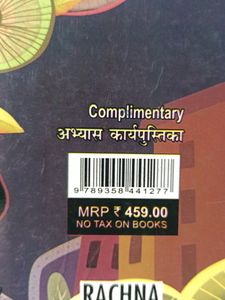 Complimentary
अभ्यास कार्यपुस्तिका
9 789358 441277
MRP ₹ 459.00
NO TAX ON BOOKS
RACHNA